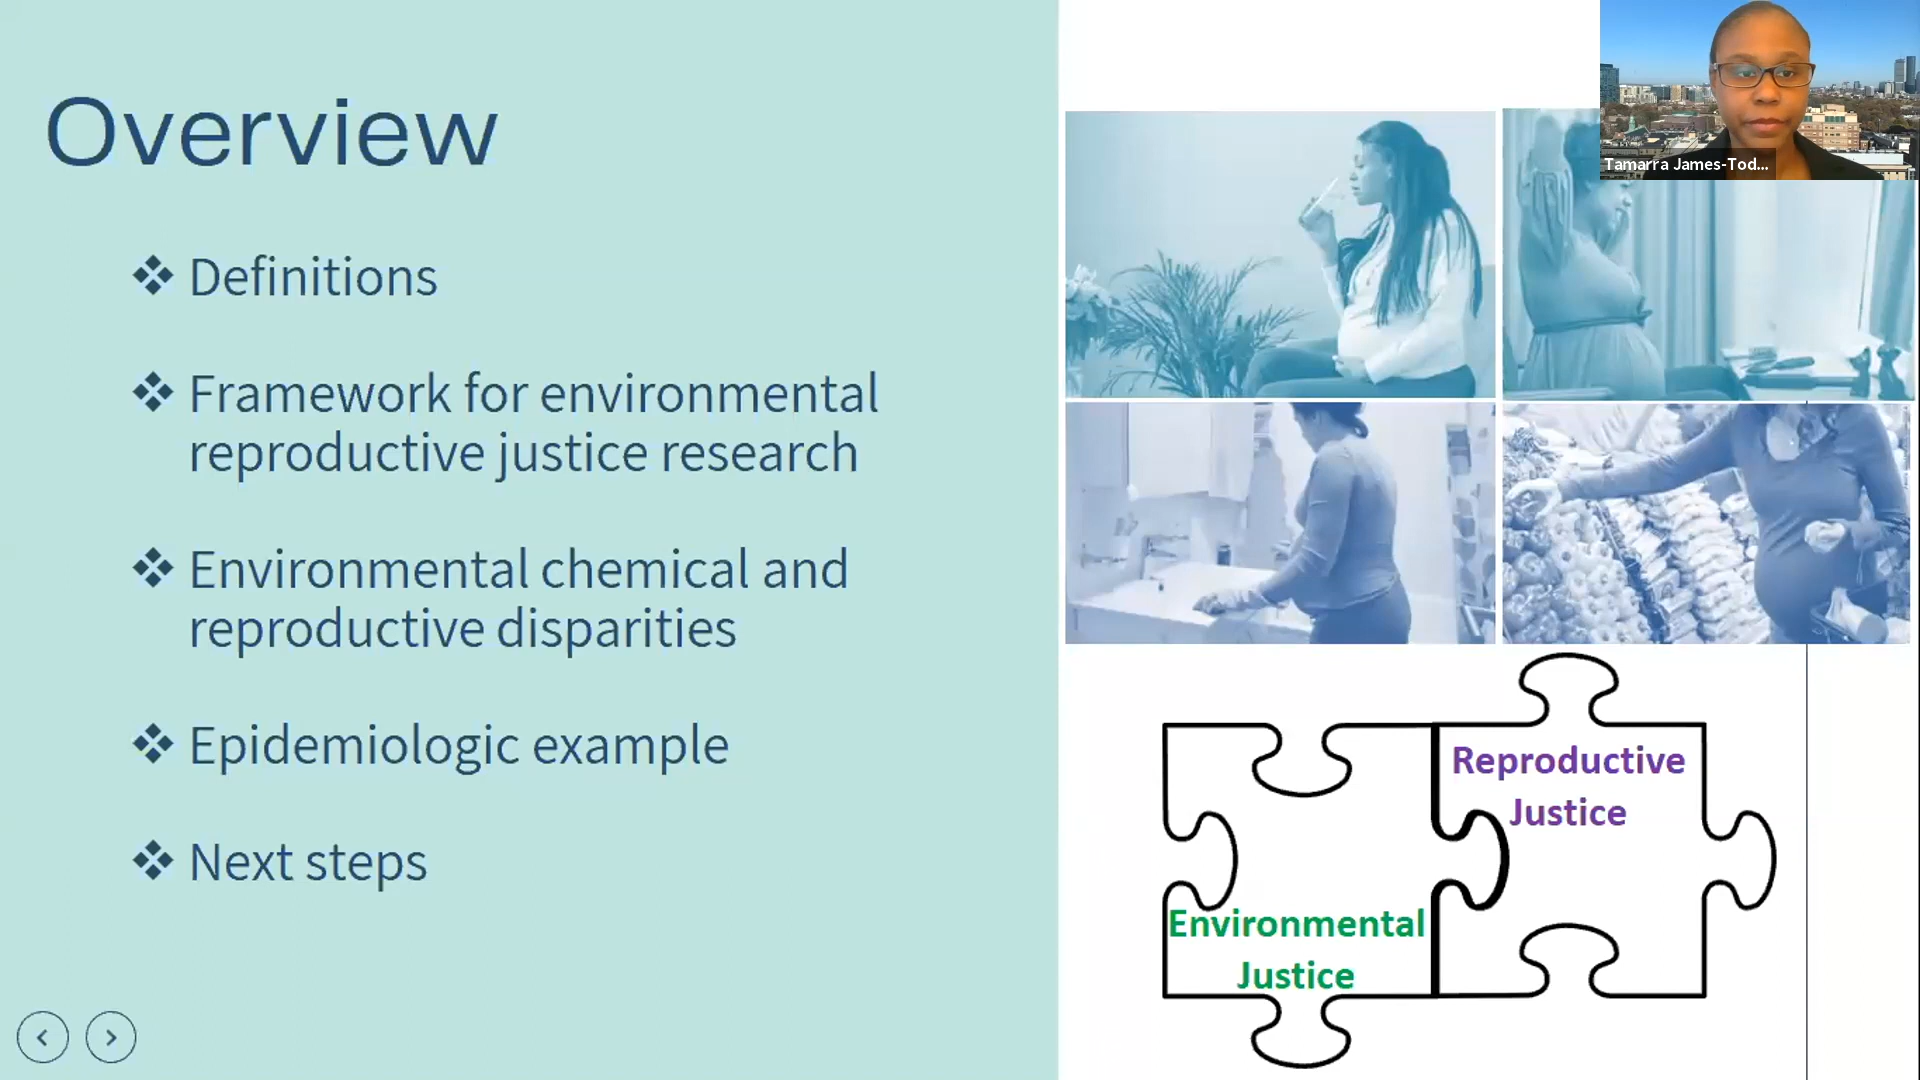 Overview
❖ Definitions
❖ Framework for environmental
reproductive justice research
❖ Environmental chemical and
reproductive disparities
❖ Epidemiologic example
❖ Next steps
Tamarra James-Tod...
Reproductive
Justice
Environmental
Justice